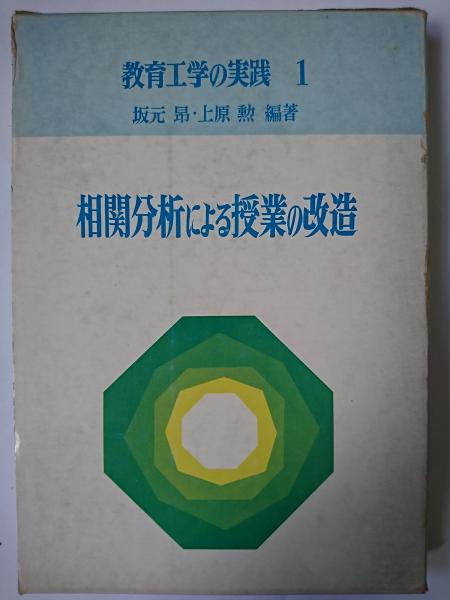 教育工学の実践 1
坂元 昻・上原 勲 編著
相関分析による授業の改造